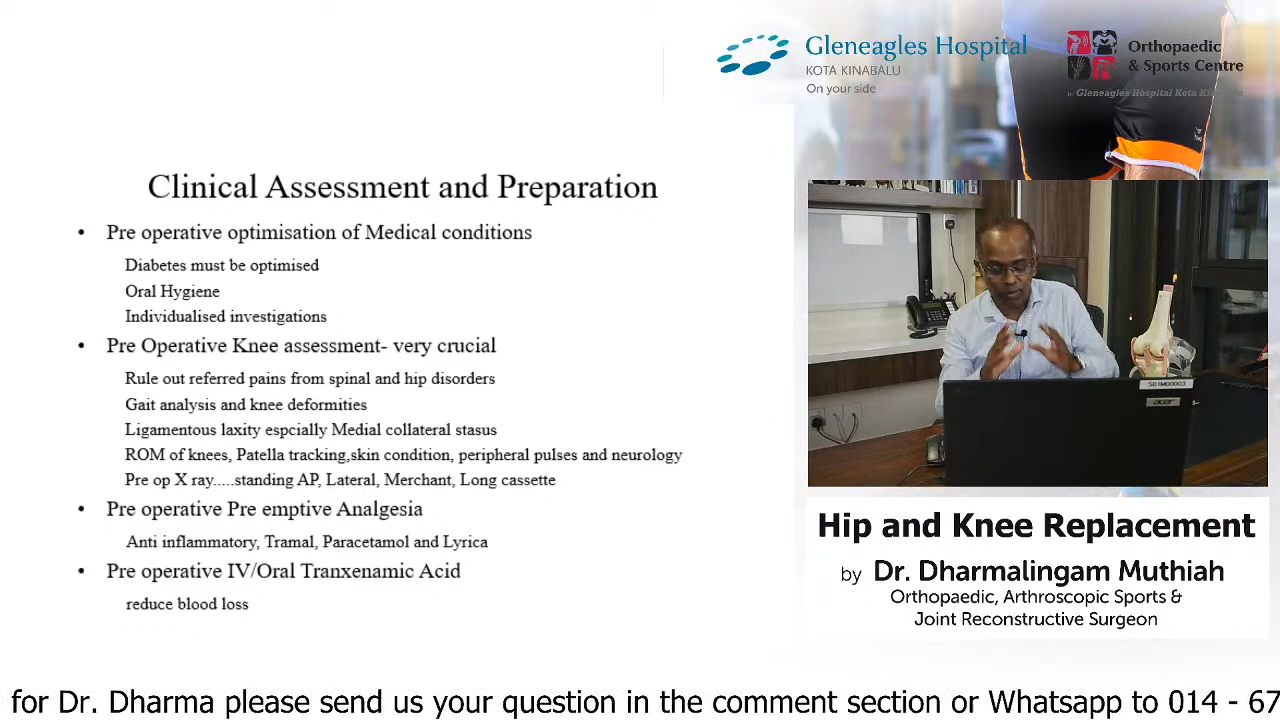 Gleneagles Hospital
KOTA KINABALU
On your side
Orthopaedic
& Sports Centre
Gleneagles Hospital Kota
Clinical Assessment and Preparation
• Pre operative optimisation of Medical conditions
Diabetes must be optimised
Oral Hygiene
Individualised investigations
• Pre Operative Knee assessment- very crucial
Rule out referred pains from spinal and hip disorders
Gait analysis and knee deformities
Ligamentous laxity espcially Medial collateral stasus
ROM of knees, Patella tracking,skin condition, peripheral pulses and neurology
Pre op X ray.....standing AP, Lateral, Merchant, Long cassette
• Pre operative Pre emptive Analgesia
Anti inflammatory, Tramal, Paracetamol and Lyrica
• Pre operative IV/Oral Tranxenamic Acid
reduce blood loss
S01M00003
acer
Hip and Knee Replacement
by Dr. Dharmalingam Muthiah
Orthopaedic, Arthroscopic Sports &
Joint Reconstructive Surgeon
for Dr. Dharma please send us your question in the comment section or Whatsapp to 014 - 67